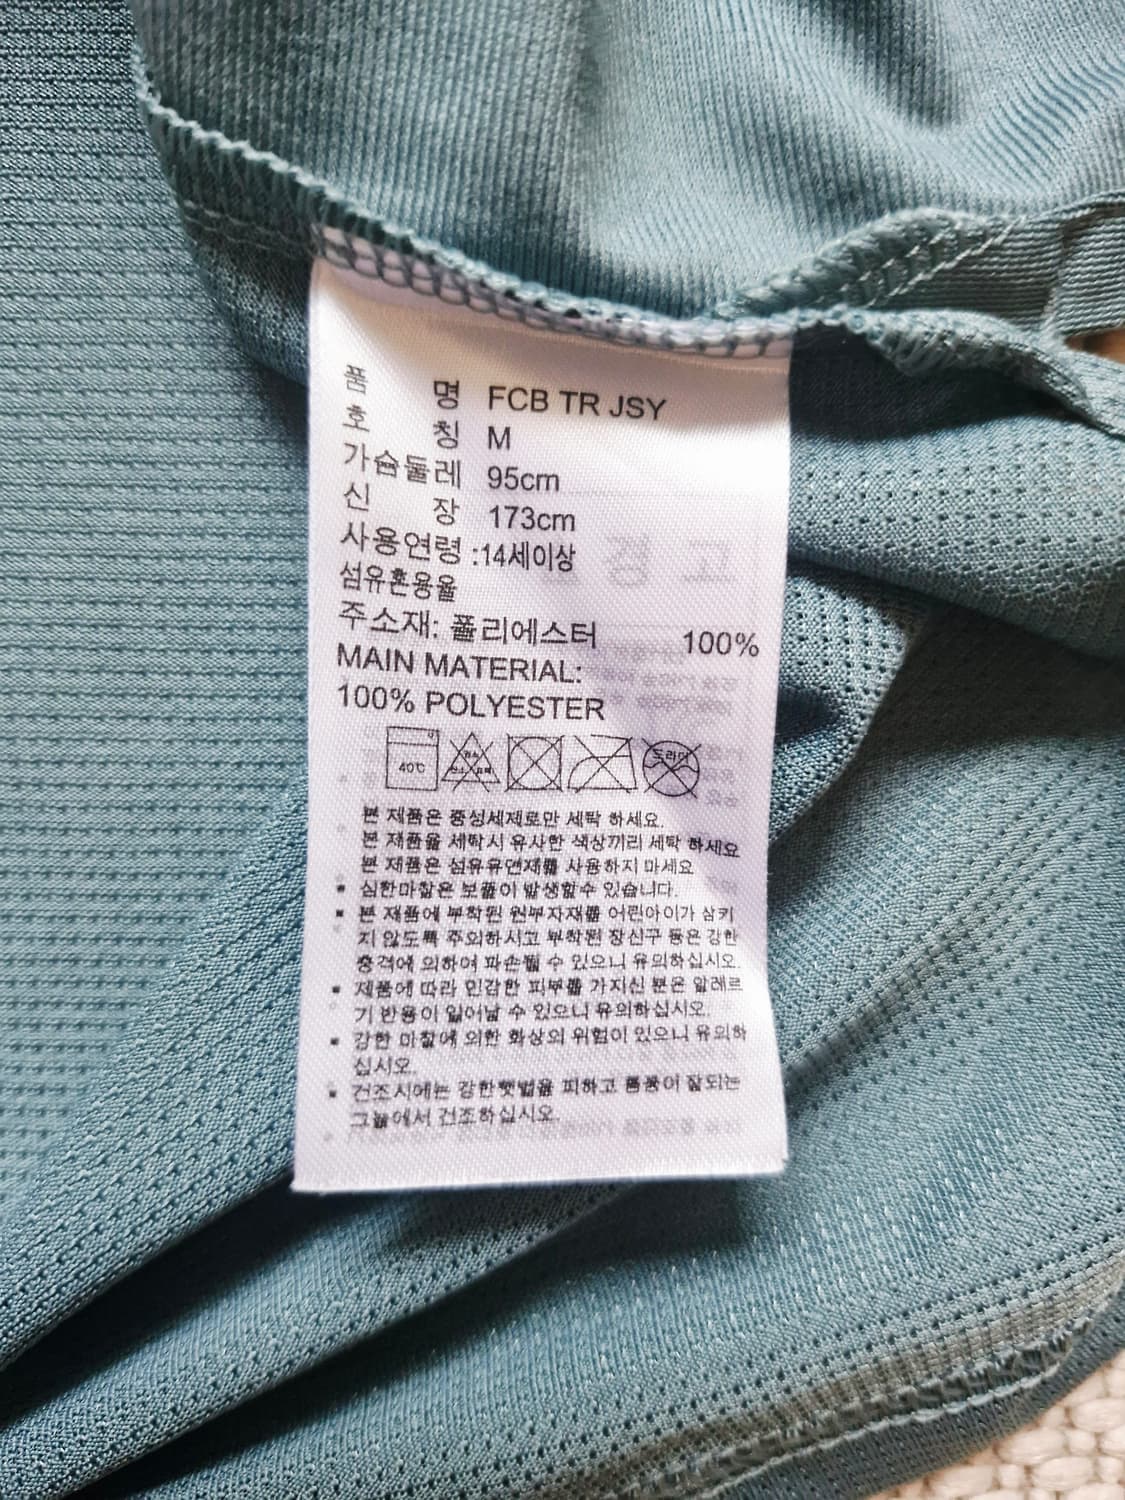 품 명 FCB TR JSY
호 칭 M
가슴둘레 95cm
신 장 173cm
사용연령 :14세이상
섬유혼용율
주소재: 폴리에스터 100%
MAIN MATERIAL:
100% POLYESTER
40℃ 드라이
본 제품은 중성세제로만 세탁 하세요.
본 제품을 세탁시 유사한 색상끼리 세탁 하세요
본 제품은 섬유유연재를 사용하지 마세요
▪ 심한마찰은 보풀이 발생할수 있습니다.
▪ 본 제품에 부착된 원부자재를 어린아이가 삼키
지 않도록 주의하시고 부착된 장신구 등은 강한
충격에 의하여 파손될 수 있으니 유의하십시오.
▪ 제품에 따라 민감한 피부를 가지신 분은 알레르
기 반응이 일어날 수 있으니 유의하십시오.
▪ 강한 마찰에 의한 화상의 위험이 있으니 유의하
십시오.
▪ 건조시에는 강한햇볕을 피하고 통풍이 잘되는
그늘에서 건조하십시오.